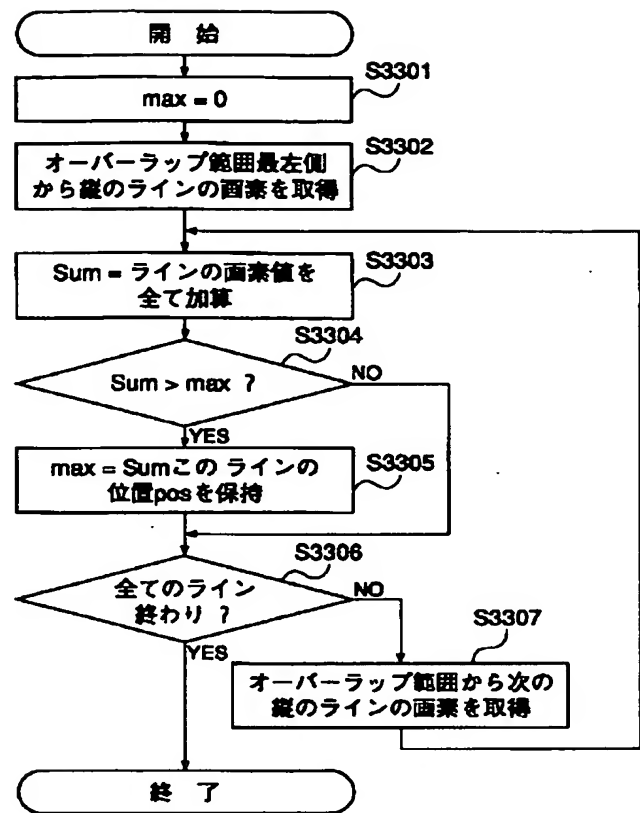 開 始
S3301
max = 0
S3302
オーバーラップ範囲最左側
から縦のラインの画素を取得
S3303
Sum = ラインの画素値を
全て加算
S3304
Sum > max ?
NO
YES
S3305
max = Sumこの ラインの
位置posを保持
S3306
全てのライン
終わり ?
NO
YES
S3307
オーバーラップ範囲から次の
縦のラインの画素を取得
終 了